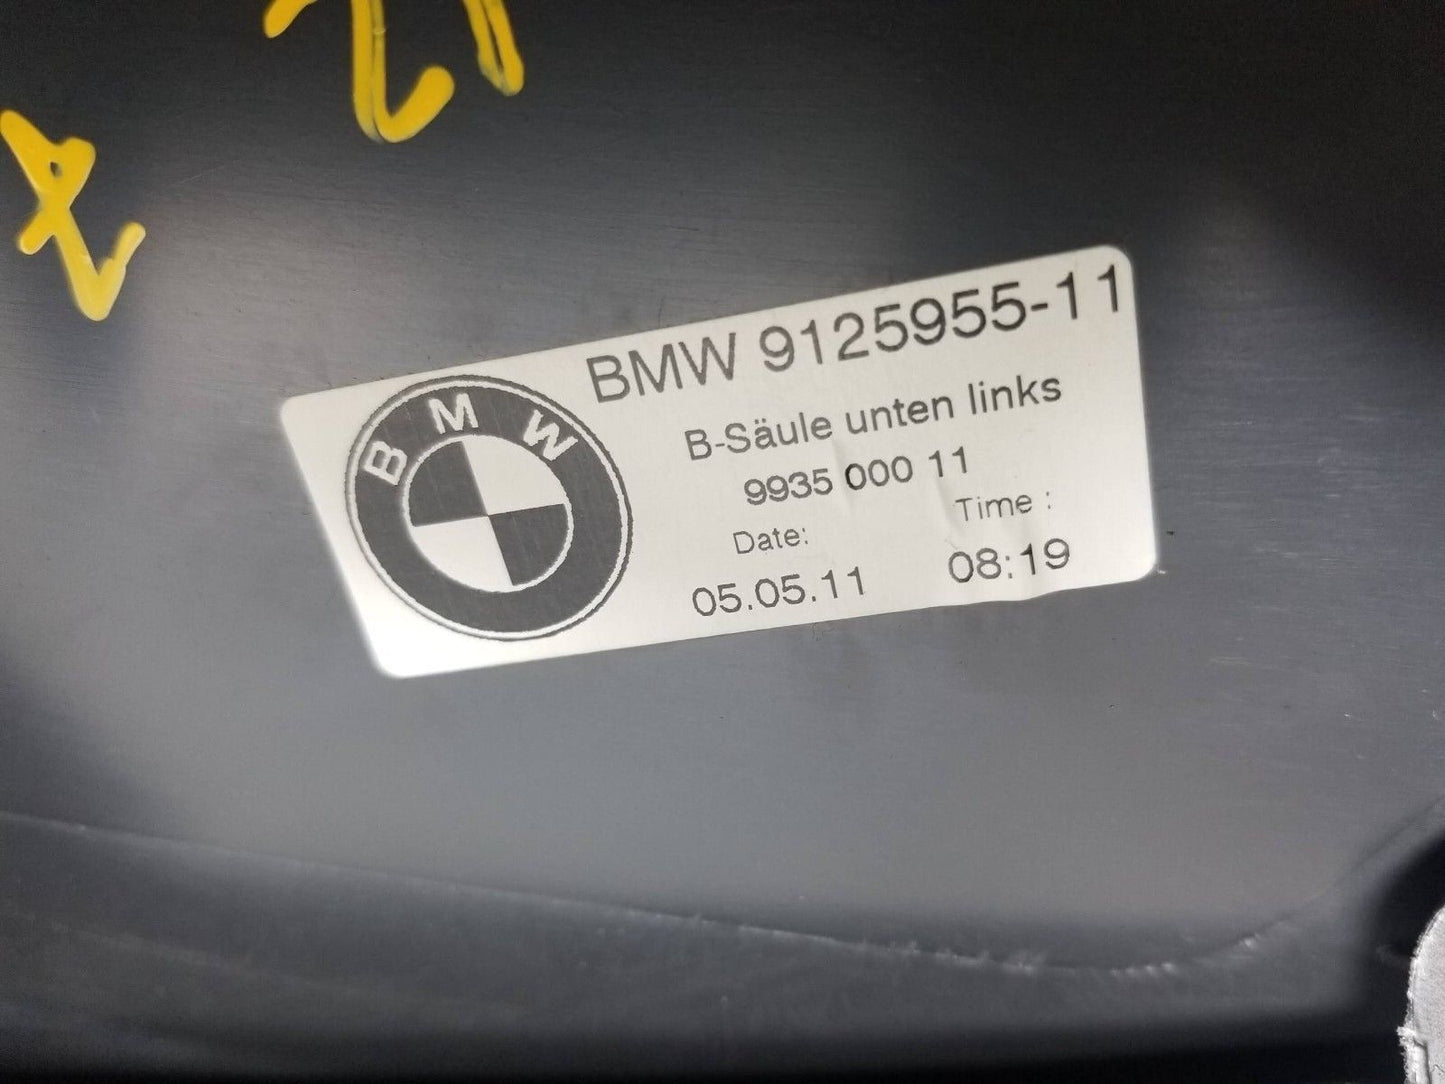 BMW 9125955-11
B-Säule unten links
9935 000 11
Date: Time :
05.05.11 08:19
BMW